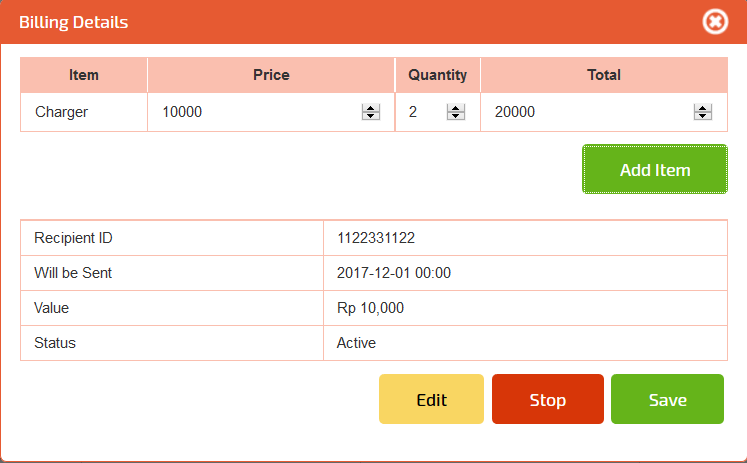 Billing Details
Item Price Quantity Total
Charger 10000 2 20000
Add Item
Recipient ID 1122331122
Will be Sent 2017-12-01 00:00
Value Rp 10,000
Status Active
Edit Stop Save